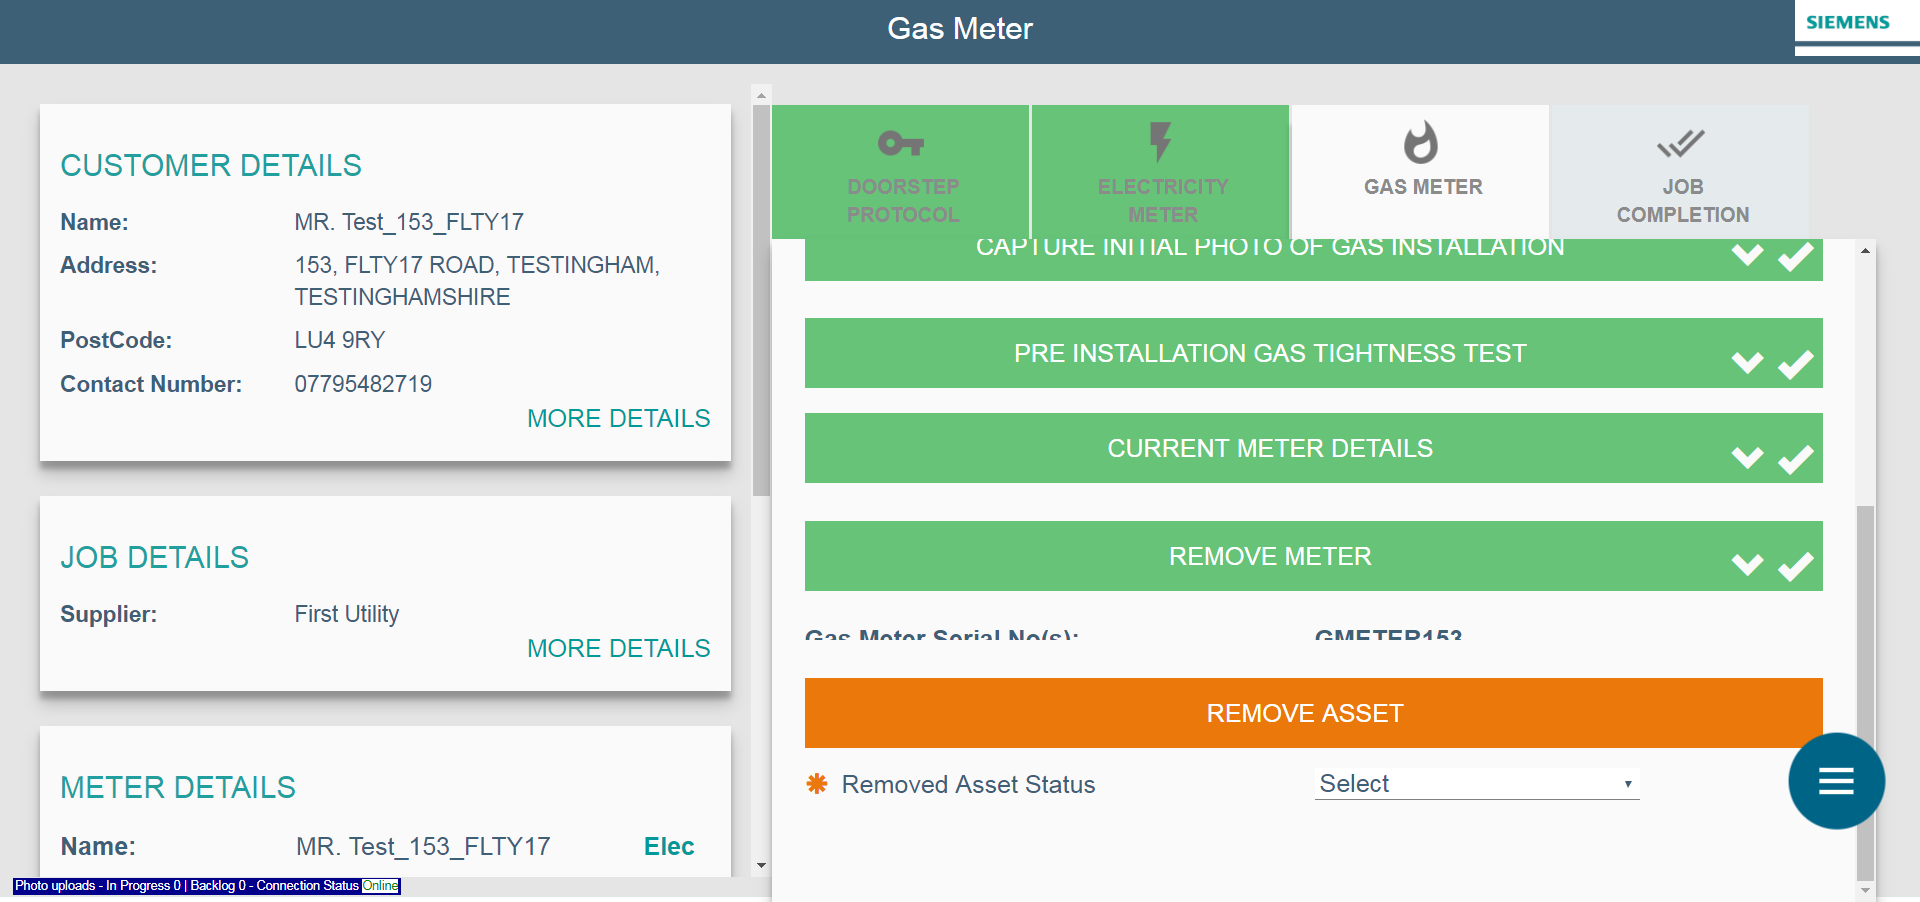 Gas Meter
SIEMENS
CUSTOMER DETAILS
Name: MR. Test_153_FLTY17
Address: 153, FLTY17 ROAD, TESTINGHAM,
TESTINGHAMSHIRE
PostCode: LU4 9RY
Contact Number: 07795482719
MORE DETAILS
JOB DETAILS
Supplier: First Utility
MORE DETAILS
METER DETAILS
Name: MR. Test_153_FLTY17 Elec
Photo uploads - In Progress 0 | Backlog 0 - Connection Status Online
DOORSTEP
PROTOCOL
ELECTRICITY
METER
GAS METER
JOB
COMPLETION
CAPTURE INITIAL PHOTO OF GAS INSTALLATION
PRE INSTALLATION GAS TIGHTNESS TEST
CURRENT METER DETAILS
REMOVE METER
Gas Meter Serial No(s): GMETER153
REMOVE ASSET
✱ Removed Asset Status Select